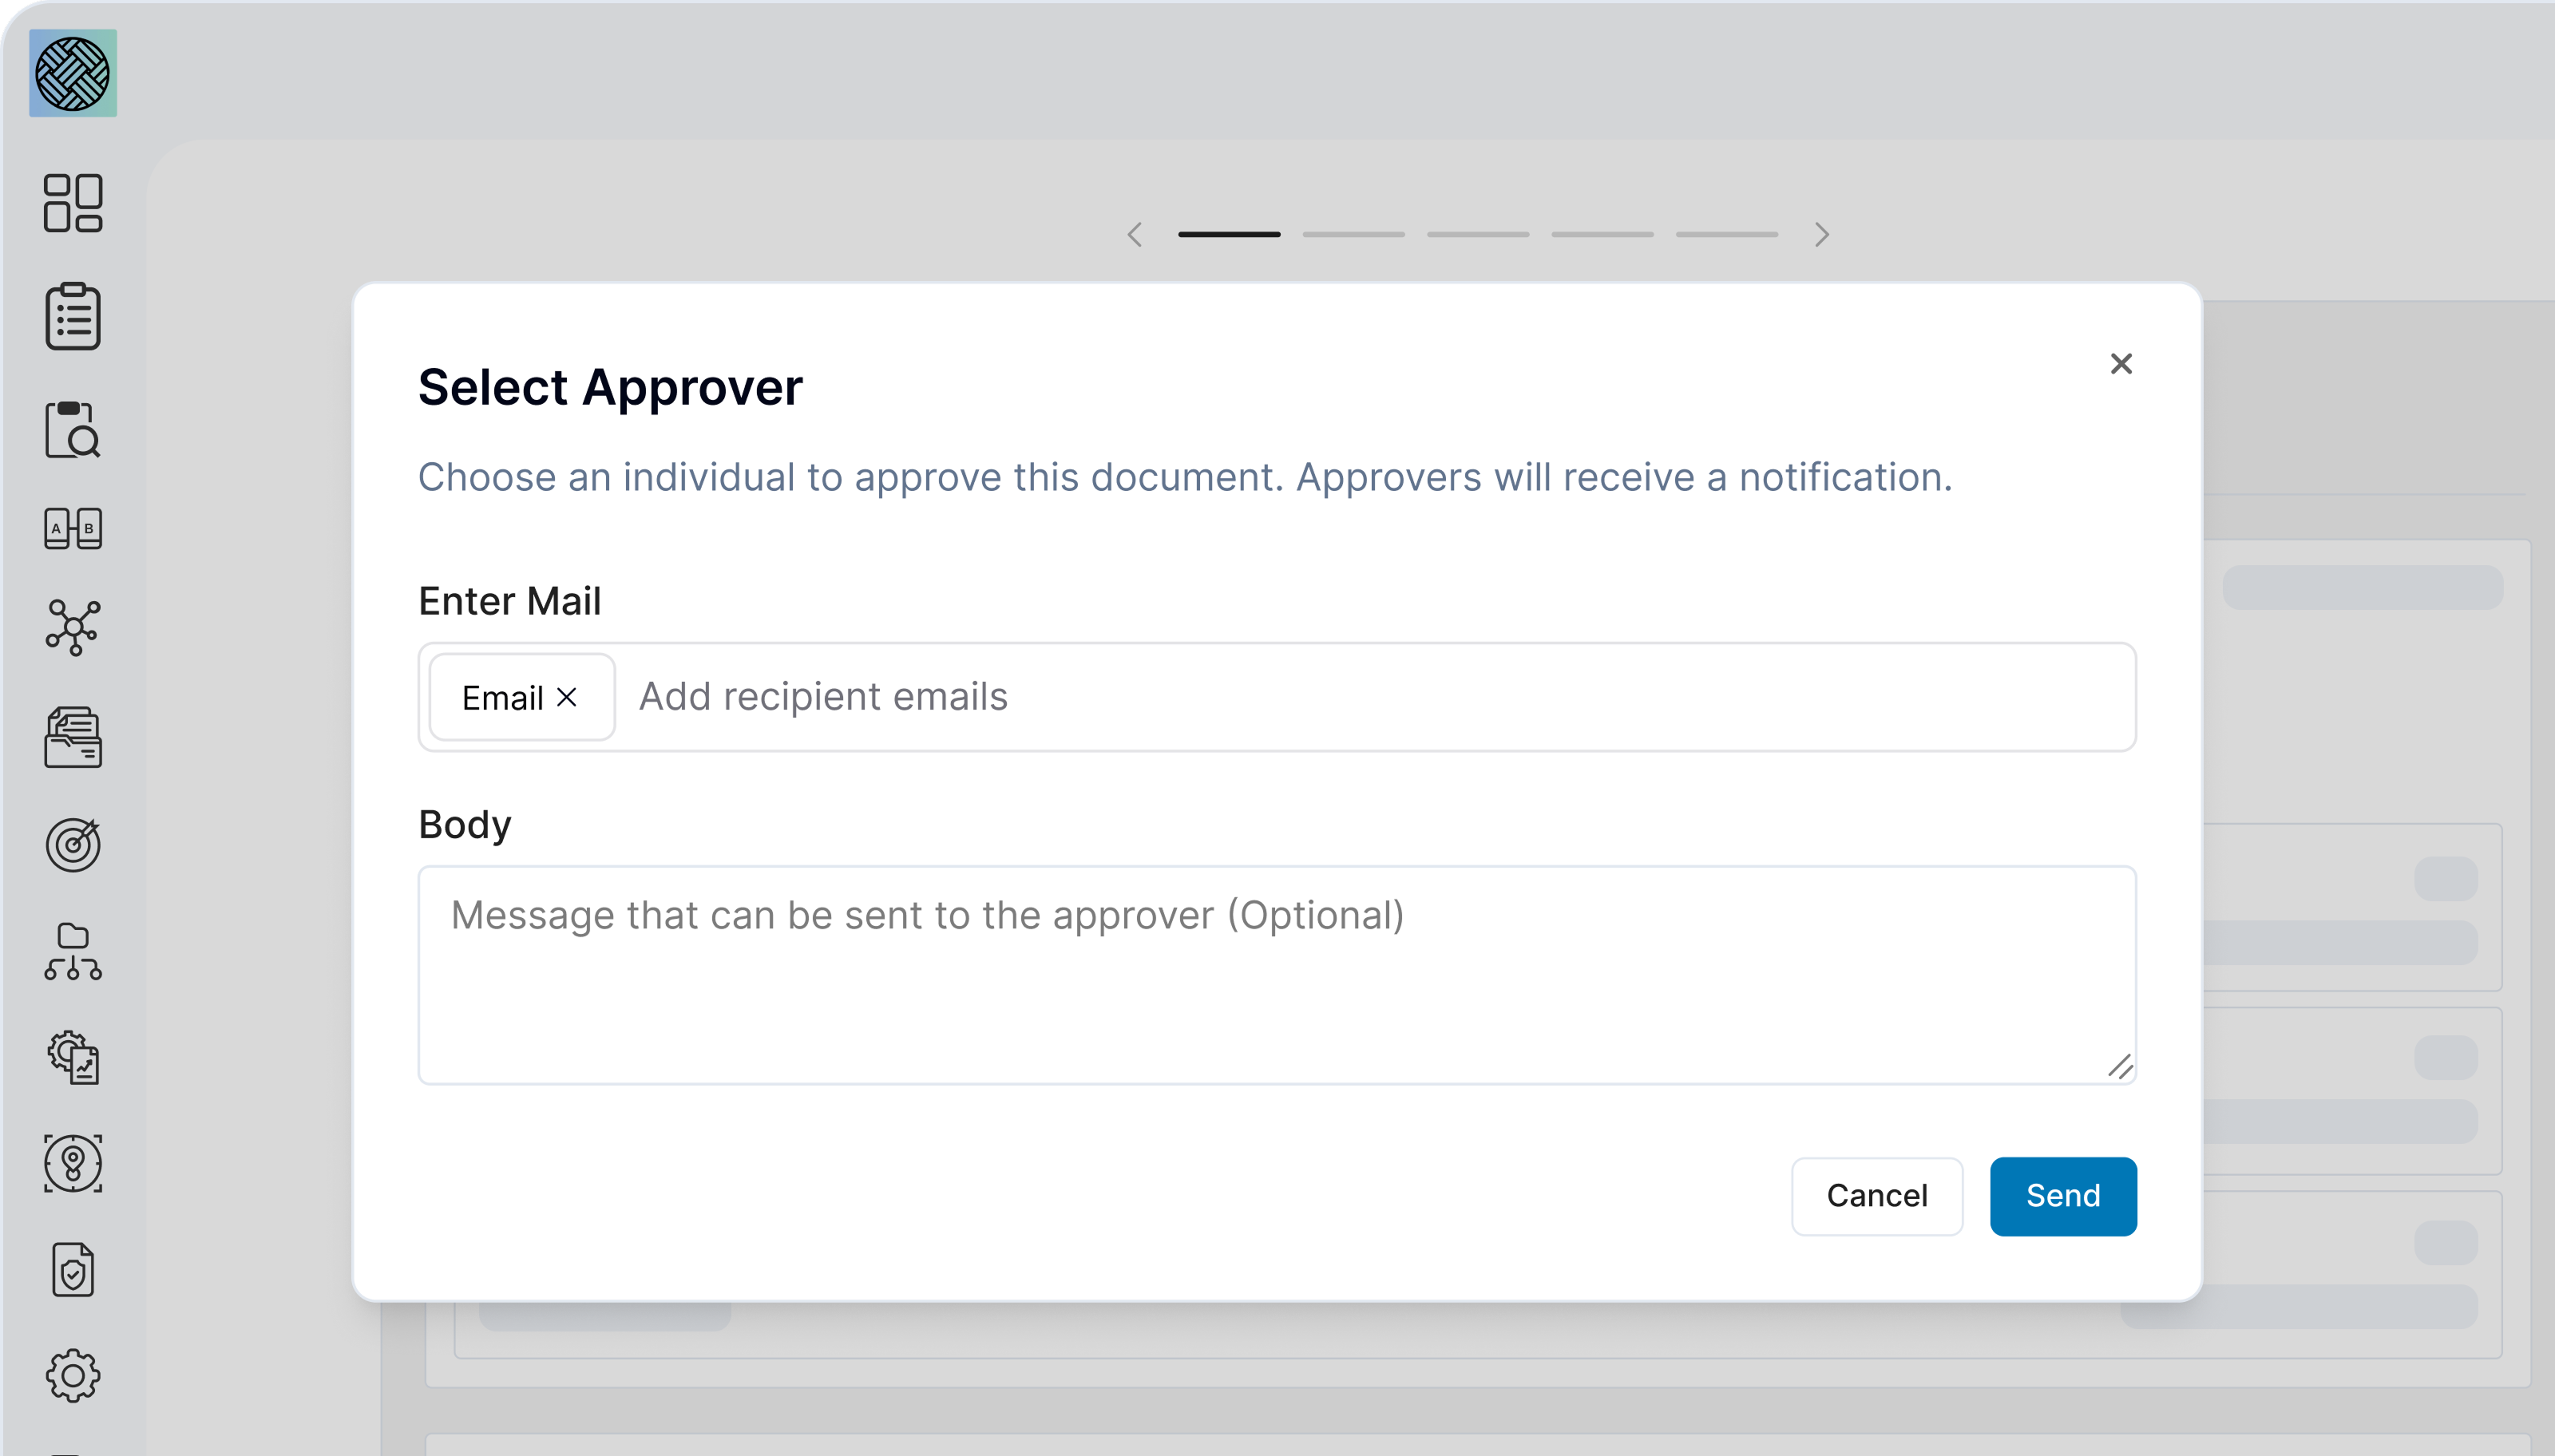 Select Approver
Choose an individual to approve this document. Approvers will receive a notification.
A B
Enter Mail
Email
Add recipient emails
Body
Message that can be sent to the approver (Optional)
Cancel
Send